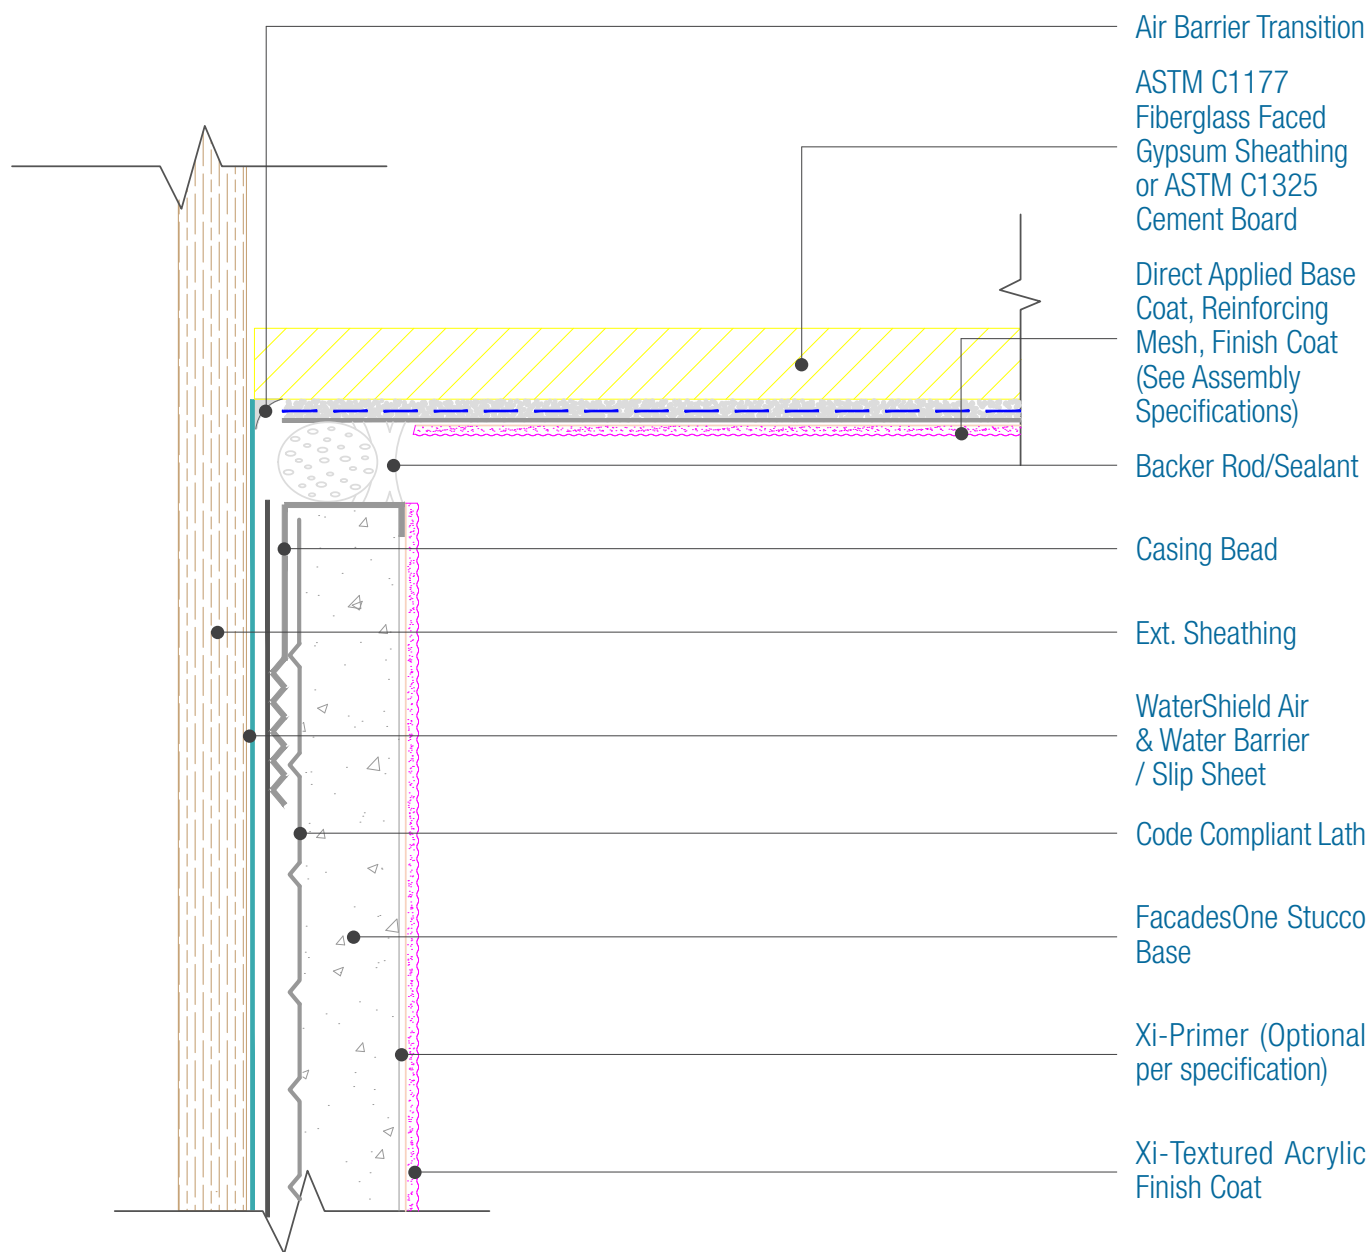 Air Barrier Transition
ASTM C1177
Fiberglass Faced
Gypsum Sheathing
or ASTM C1325
Cement Board
Direct Applied Base
Coat, Reinforcing
Mesh, Finish Coat
(See Assembly
Specifications)
Backer Rod/Sealant
Casing Bead
Ext. Sheathing
WaterShield Air
& Water Barrier
/ Slip Sheet
Code Compliant Lath
FacadesOne Stucco
Base
Xi-Primer (Optional
per specification)
Xi-Textured Acrylic
Finish Coat